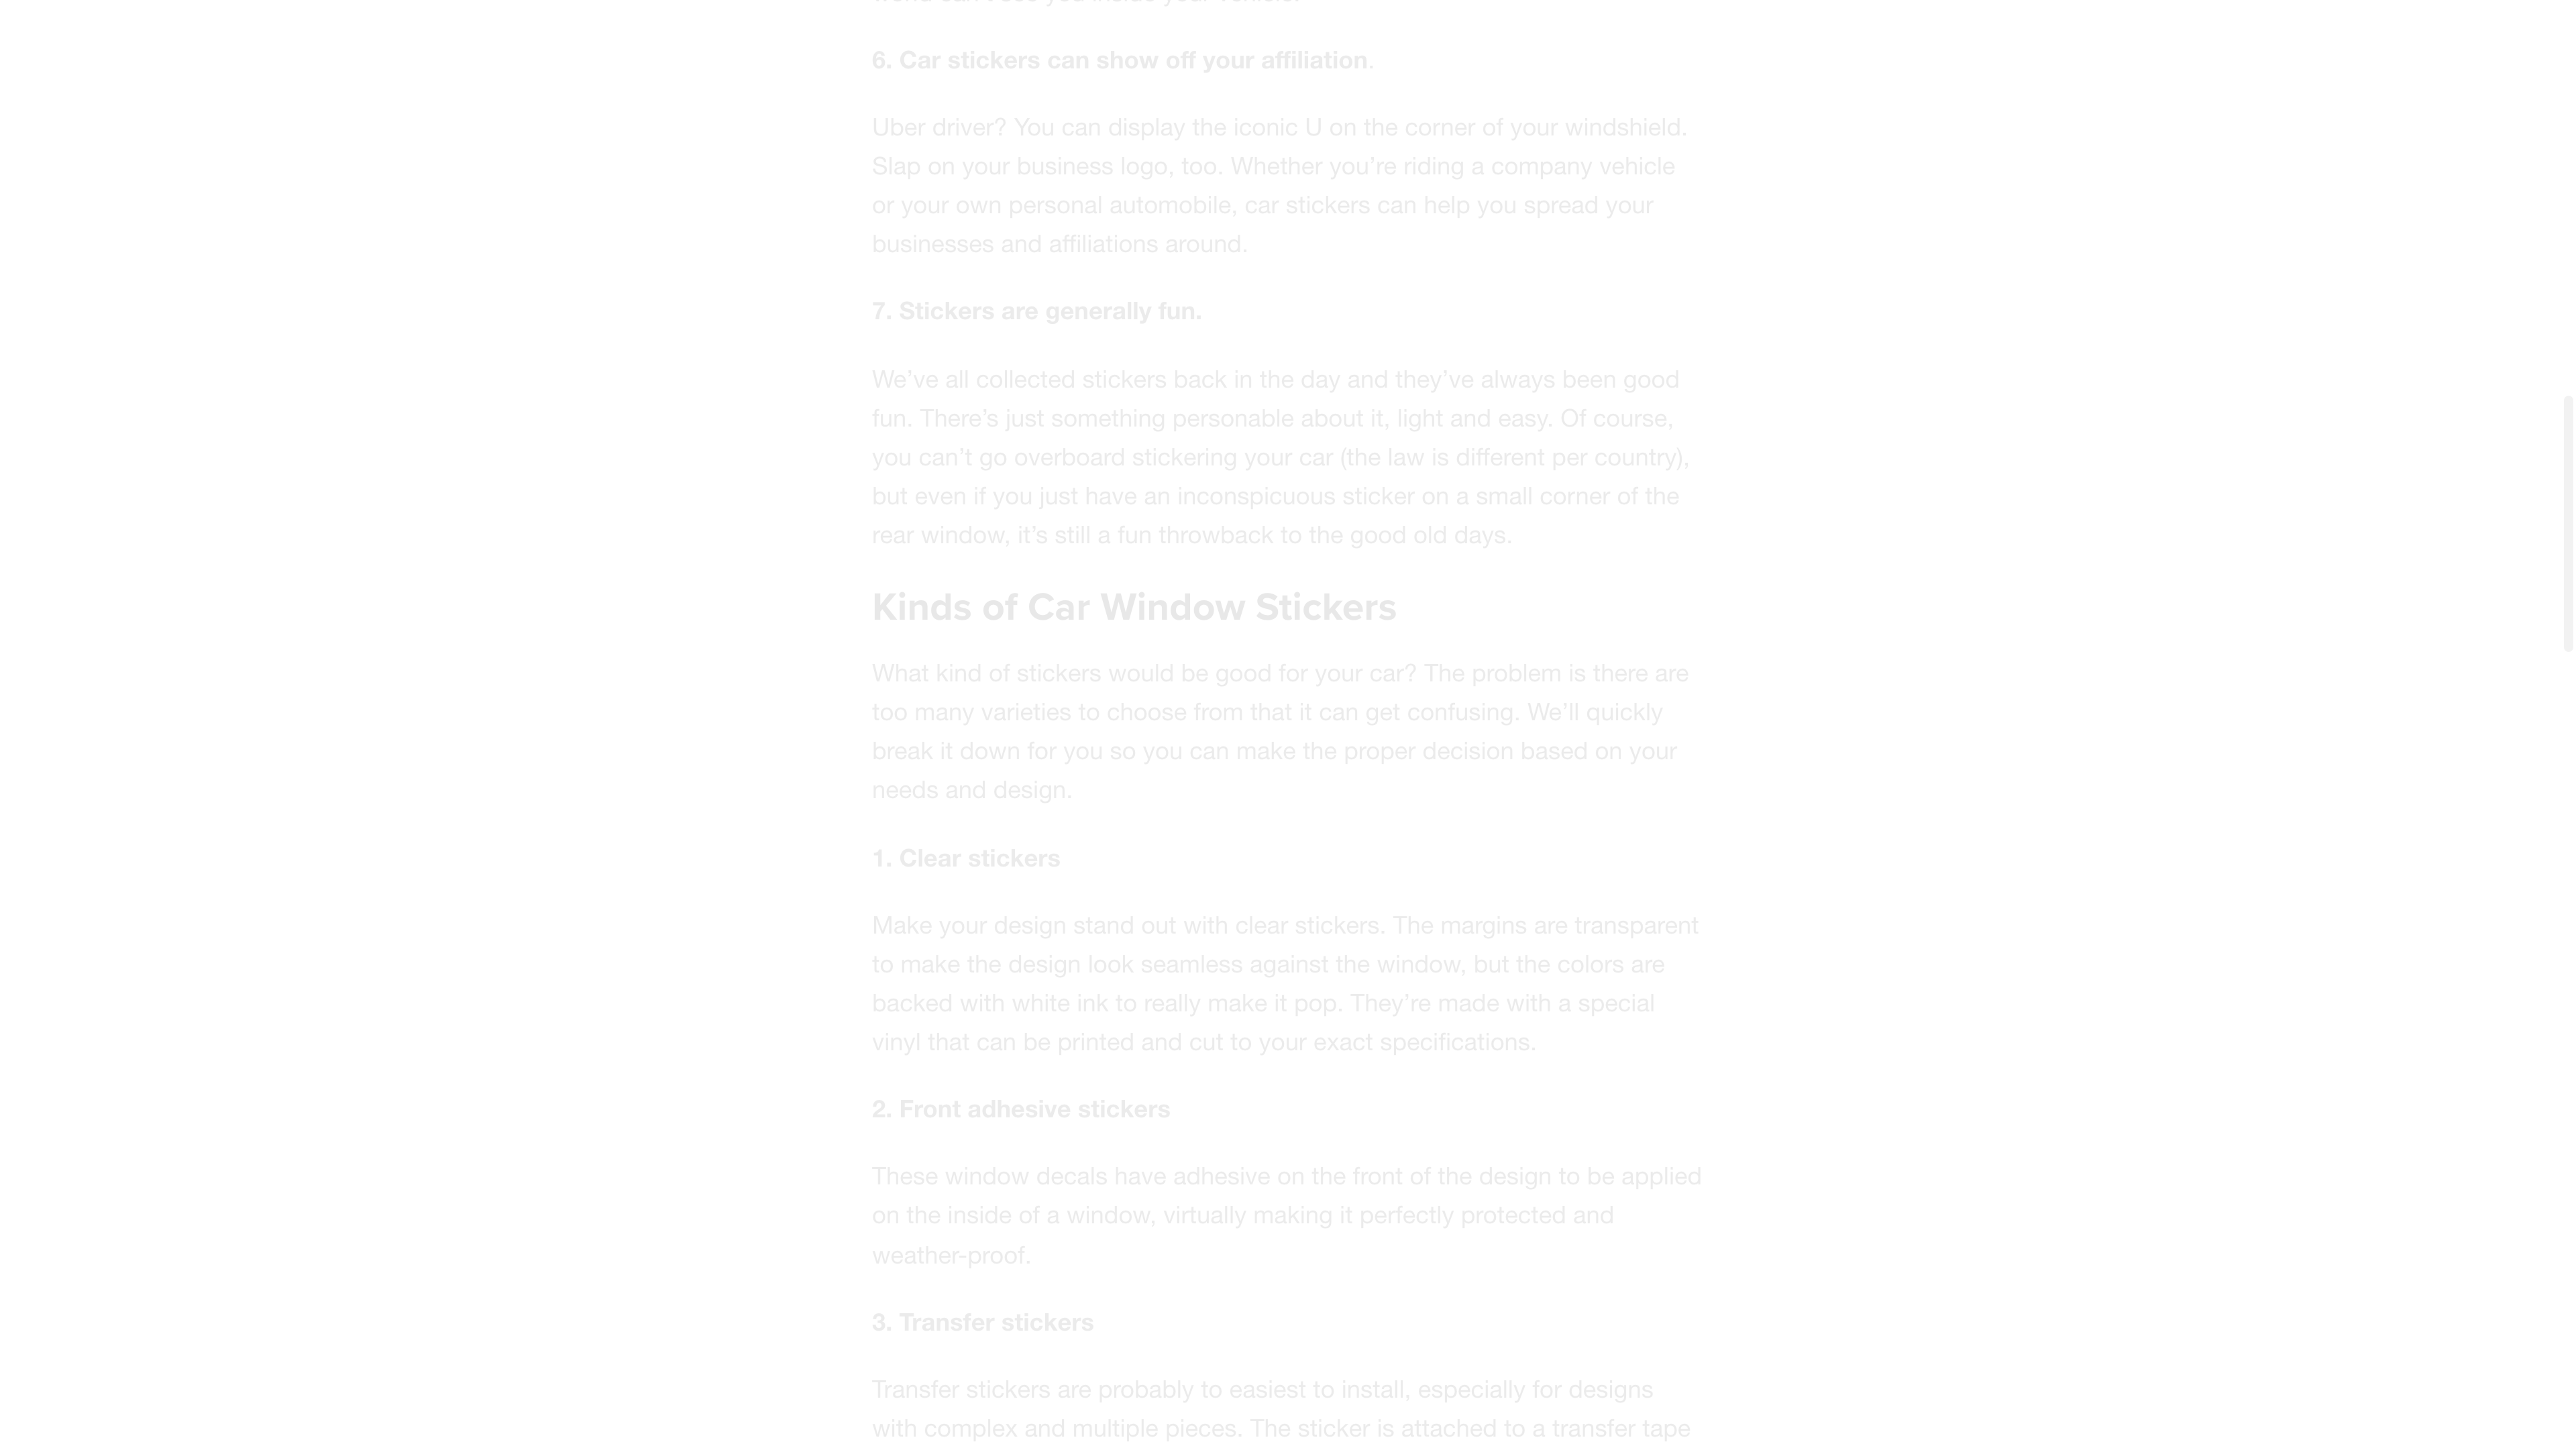 6. Car stickers can show off your affiliation.
Uber driver? You can display the iconic U on the corner of your windshield.
Slap on your business logo, too. Whether you’re riding a company vehicle
or your own personal automobile, car stickers can help you spread your
businesses and affiliations around.
7. Stickers are generally fun.
We’ve all collected stickers back in the day and they’ve always been good
fun. There’s just something personable about it, light and easy. Of course,
you can’t go overboard stickering your car (the law is different per country),
but even if you just have an inconspicuous sticker on a small corner of the
rear window, it’s still a fun throwback to the good old days.
Kinds of Car Window Stickers
What kind of stickers would be good for your car? The problem is there are
too many varieties to choose from that it can get confusing. We’ll quickly
break it down for you so you can make the proper decision based on your
needs and design.
1. Clear stickers
Make your design stand out with clear stickers. The margins are transparent
to make the design look seamless against the window, but the colors are
backed with white ink to really make it pop. They’re made with a special
vinyl that can be printed and cut to your exact specifications.
2. Front adhesive stickers
These window decals have adhesive on the front of the design to be applied
on the inside of a window, virtually making it perfectly protected and
weather-proof.
3. Transfer stickers
Transfer stickers are probably to easiest to install, especially for designs
with complex and multiple pieces. The sticker is attached to a transfer tape